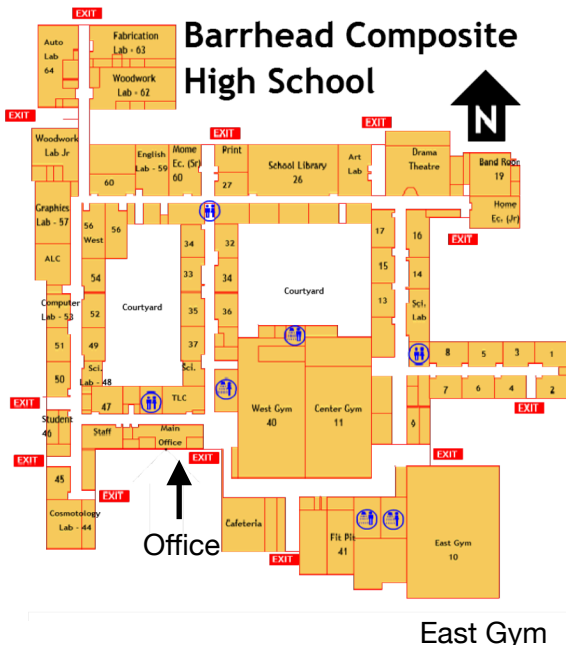 EXIT
Barrhead Composite
High School
Auto
Lab
64
Fabrication
Lab - 63
Woodwork
Lab - 62
N
EXIT
EXIT
EXIT
Woodwork
Lab Jr
English
Lab - 59
Mome
Ec. (Sr)
60
Print
27
School Library
26
Art
Lab
Drama
Theatre
Band Room
19
60
Home
Ec. (Jr)
Graphics
Lab - 57
56
West
56
34
32
17
16
EXIT
ALC
54
33
34
15
14
Courtyard
Courtyard
Computer
Lab - 53
52
35
36
13
Sci.
Lab
51
49
37
8
5
3
1
50
Sci.
Lab - 48
Sci.
7
6
4
2
EXIT
47
TLC
West Gym
40
Center Gym
11
EXIT
Student
46
Staff
Main
Office
EXIT
EXIT
EXIT
45
EXIT
Cosmotology
Lab - 44
Office
Cafeteria
EXIT
Fit Pit
41
East Gym
10
East Gym